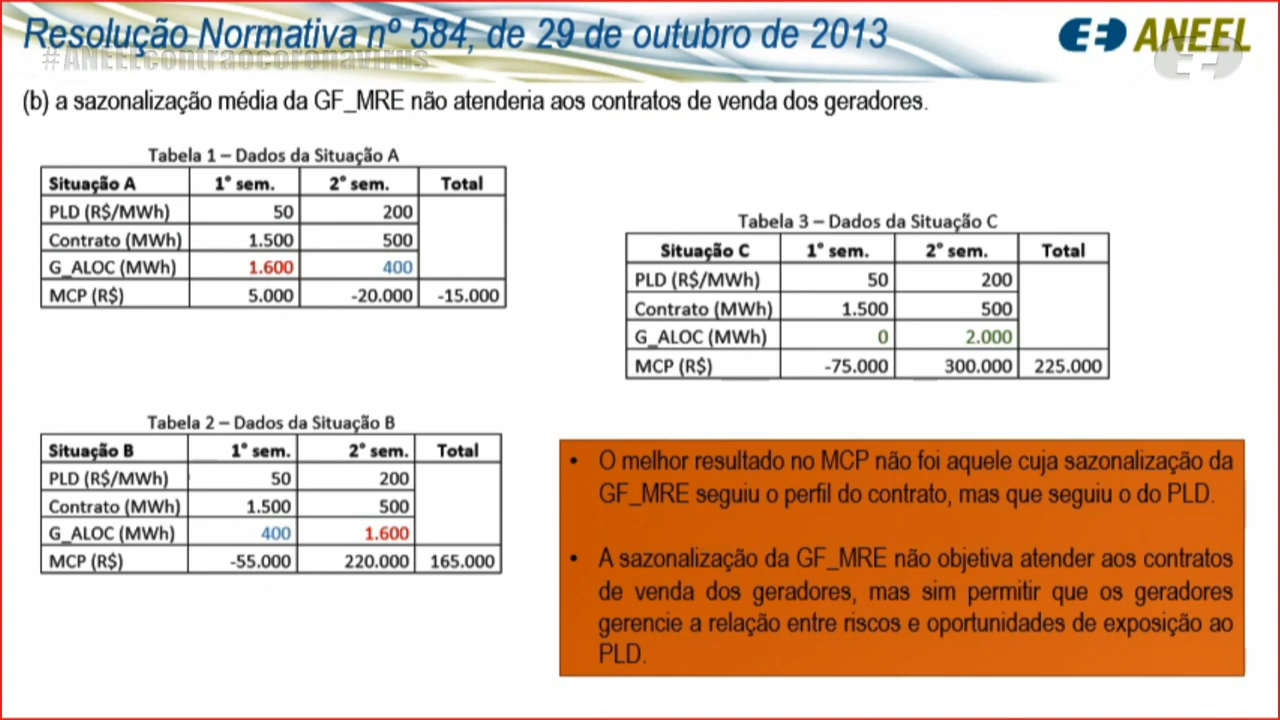 Resolução Normativa nº 584, de 29 de outubro de 2013
ANEEL
#ANEELcontraocoronavirus
(b) a sazonalização média da GF_MRE não atenderia aos contratos de venda dos geradores.
Tabela 1 – Dados da Situação A
Situação A 1° sem. 2° sem. Total
PLD (R$/MWh) 50 200
Contrato (MWh) 1.500 500
G_ALOC (MWh) 1.600 400
MCP (R$) 5.000 -20.000 -15.000
Tabela 3 – Dados da Situação C
Situação C 1° sem. 2° sem. Total
PLD (R$/MWh) 50 200
Contrato (MWh) 1.500 500
G_ALOC (MWh) 0 2.000
MCP (R$) -75.000 300.000 225.000
Tabela 2 – Dados da Situação B
Situação B 1° sem. 2° sem. Total
PLD (R$/MWh) 50 200
Contrato (MWh) 1.500 500
G_ALOC (MWh) 400 1.600
MCP (R$) -55.000 220.000 165.000
• O melhor resultado no MCP não foi aquele cuja sazonalização da
GF_MRE seguiu o perfil do contrato, mas que seguiu o do PLD.
• A sazonalização da GF_MRE não objetiva atender aos contratos
de venda dos geradores, mas sim permitir que os geradores
gerencie a relação entre riscos e oportunidades de exposição ao
PLD.